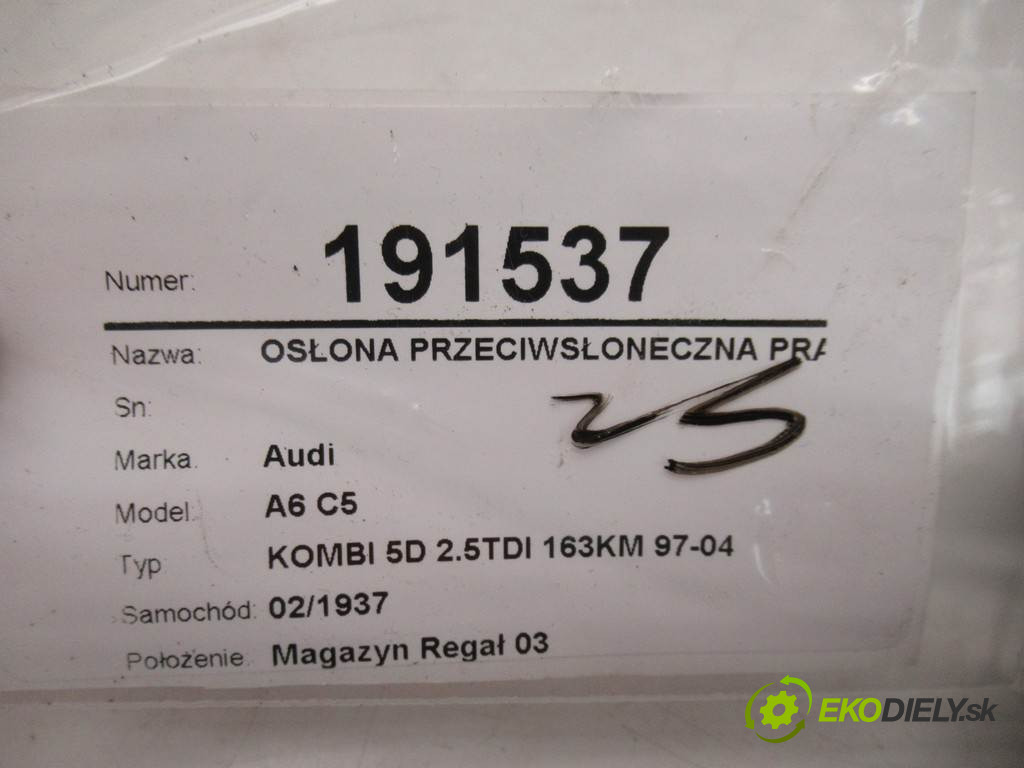 Numer: 191537
Nazwa: OSŁONA PRZECIWSŁONECZNA PRA
Sn:
Marka: Audi
Model: A6 C5
Typ KOMBI 5D 2.5TDI 163KM 97-04
Samochód: 02/1937
Położenie: Magazyn Regał 03
EKODIELY.sk